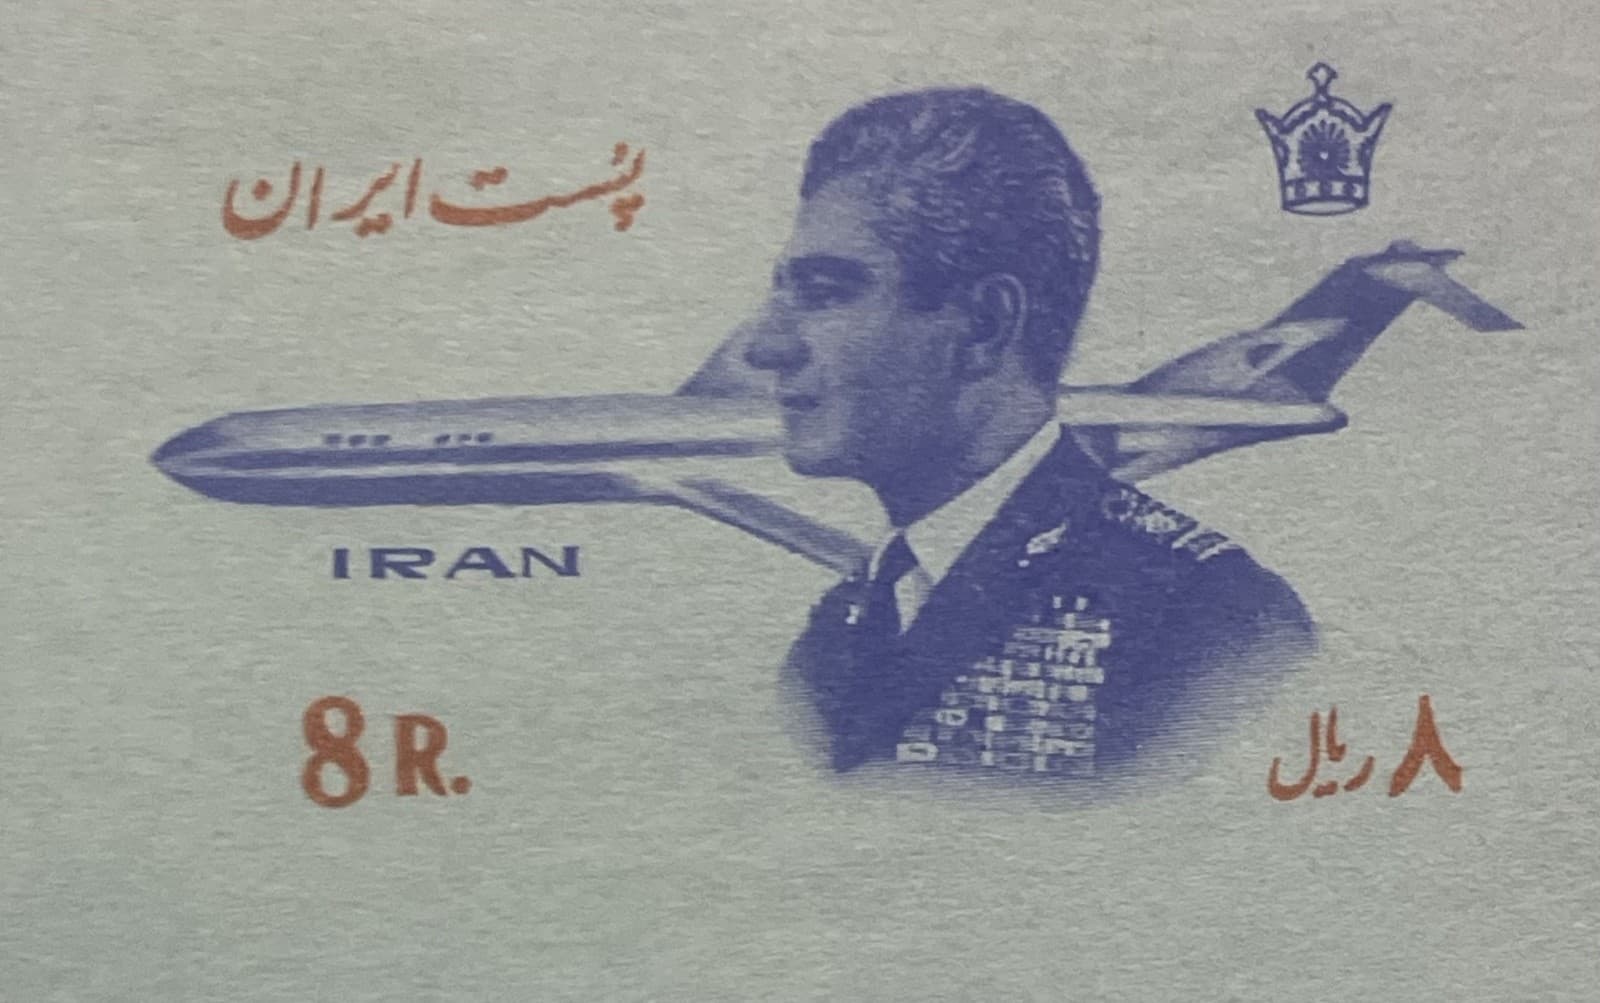 پست ایران
IRAN
8 R.
۸ ریال